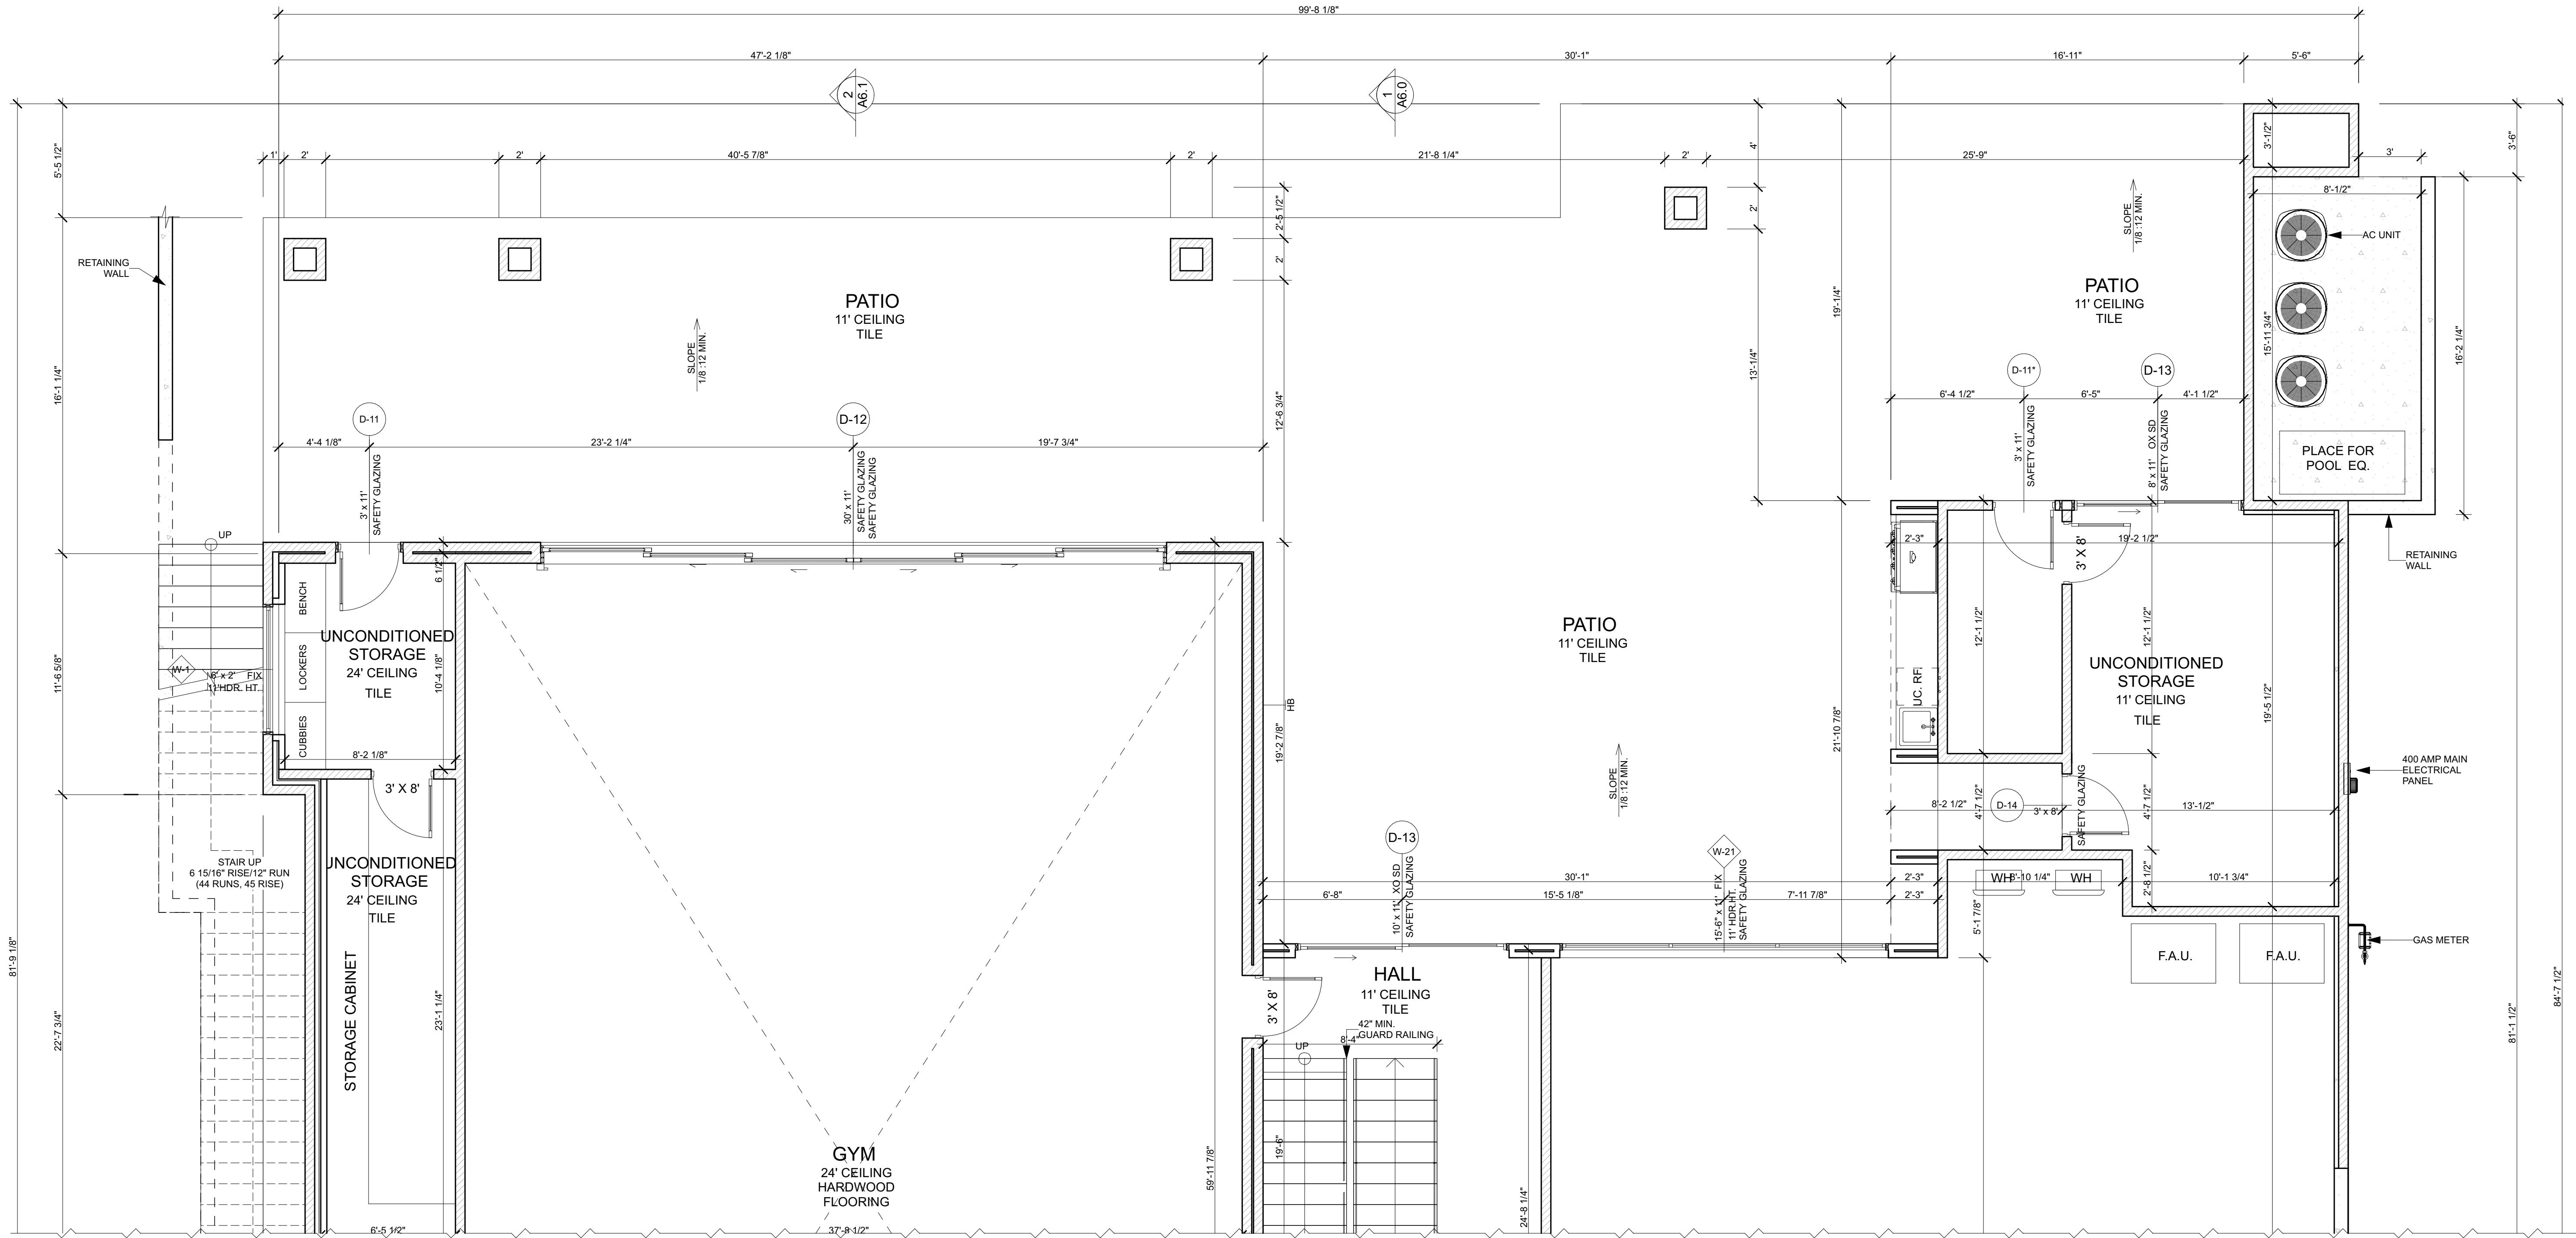 99'-8 1/8"
47'-2 1/8"
30'-1"
16'-11"
5'-6"
2
A6.1
1
A6.0
5'-5 1/2"
1'
2'
2'
40'-5 7/8"
2'
21'-8 1/4"
2'
25'-9"
4'
3'-1/2"
3'-6"
3'
8'-1/2"
2'-5 1/2"
2'
2'
SLOPE
1/8 :12 MIN.
AC UNIT
RETAINING
WALL
PATIO
11' CEILING
TILE
PATIO
11' CEILING
TILE
SLOPE
1/8 :12 MIN.
19'-1/4"
15'-1 3/4"
16'-2 1/4"
13'-1/4"
16'-1 1/4"
12'-6 3/4"
D-11
D-12
D-11*
D-13
6'-4 1/2"
6'-5"
4'-1 1/2"
4'-4 1/8"
23'-2 1/4"
19'-7 3/4"
3' x 11'
SAFETY GLAZING
30' x 11'
SAFETY GLAZING
SAFETY GLAZING
3' x 11'
SAFETY GLAZING
8' x 11' OX SD
SAFETY GLAZING
PLACE FOR
POOL EQ.
UP
2'-3"
19'-2 1/2"
3' X 8'
RETAINING
WALL
6 1/2"
BENCH
LOCKERS
CUBBIES
UNCONDITIONED
STORAGE
24' CEILING
TILE
10'-4 1/8"
W-1
6' x 2' FIX
11'HDR. HT.
11'-6 5/8"
8'-2 1/8"
3' X 8'
PATIO
11' CEILING
TILE
12'-1 1/2"
12'-1 1/2"
UC. RF.
UNCONDITIONED
STORAGE
11' CEILING
TILE
19'-5 1/2"
HB
19'-2 7/8"
21'-10 7/8"
SLOPE
1/8 :12 MIN.
400 AMP MAIN
ELECTRICAL
PANEL
8'-2 1/2"
4'-7 1/2"
D-14
3' x 8'
SAFETY GLAZING
4'-7 1/2"
13'-1/2"
STAIR UP
6 15/16" RISE/12" RUN
(44 RUNS, 45 RISE)
UNCONDITIONED
STORAGE
24' CEILING
TILE
D-13
W-21
30'-1"
2'-3"
WH
8'-10 1/4"
WH
2'-8 1/2"
10'-1 3/4"
6'-8"
10' x 11' XO SD
SAFETY GLAZING
15'-5 1/8"
15'-6" x 11' FIX
11' HDR.HT.
SAFETY GLAZING
7'-11 7/8"
2'-3"
5'-1 7/8"
GAS METER
F.A.U.
F.A.U.
81'-9 1/8"
STORAGE CABINET
23'-1 1/4"
22'-7 3/4"
HALL
11' CEILING
TILE
3' X 8'
42" MIN.
GUARD RAILING
8'-4"
UP
84'-7 1/2"
81'-1 1/2"
GYM
24' CEILING
HARDWOOD
FLOORING
59'-11 7/8"
19'-6"
24'-8 1/4"
6'-5 1/2"
37'-8 1/2"